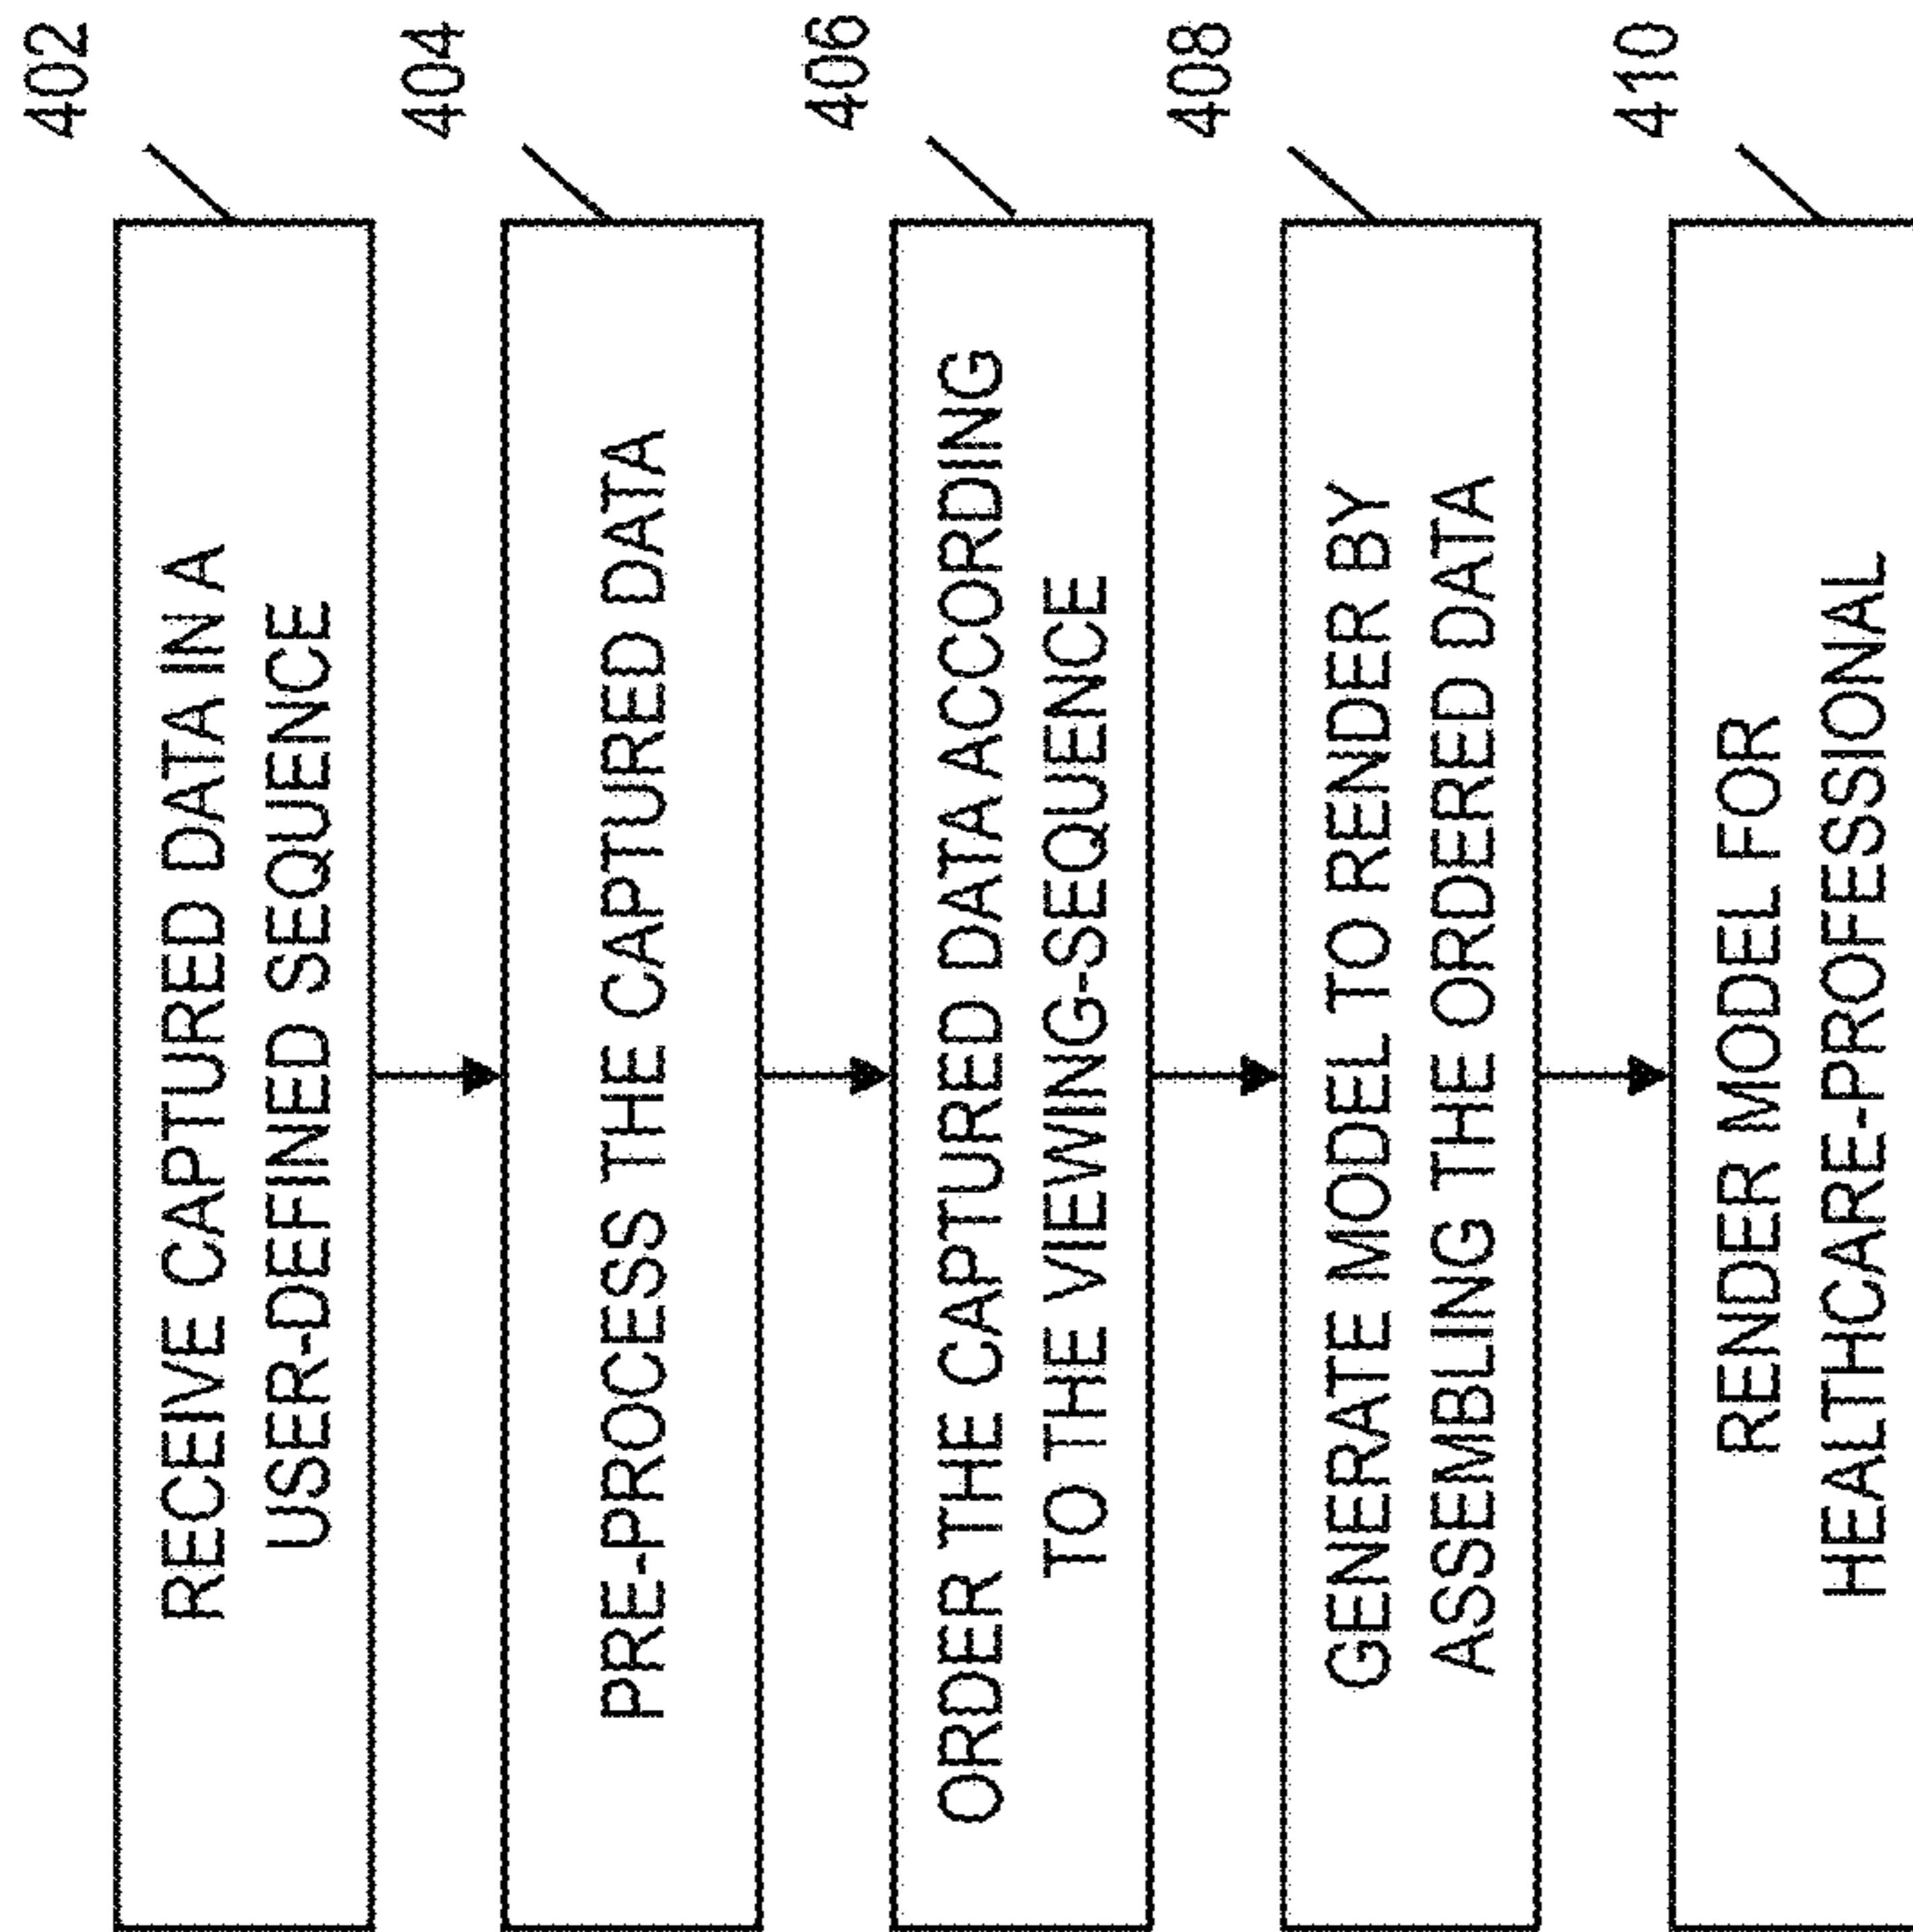 402
RECEIVE CAPTURED DATA IN A
USER-DEFINED SEQUENCE
404
PRE-PROCESS THE CAPTURED DATA
406
ORDER THE CAPTURED DATA ACCORDING
TO THE VIEWING-SEQUENCE
408
GENERATE MODEL TO RENDER BY
ASSEMBLING THE ORDERED DATA
410
RENDER MODEL FOR
HEALTHCARE-PROFESSIONAL